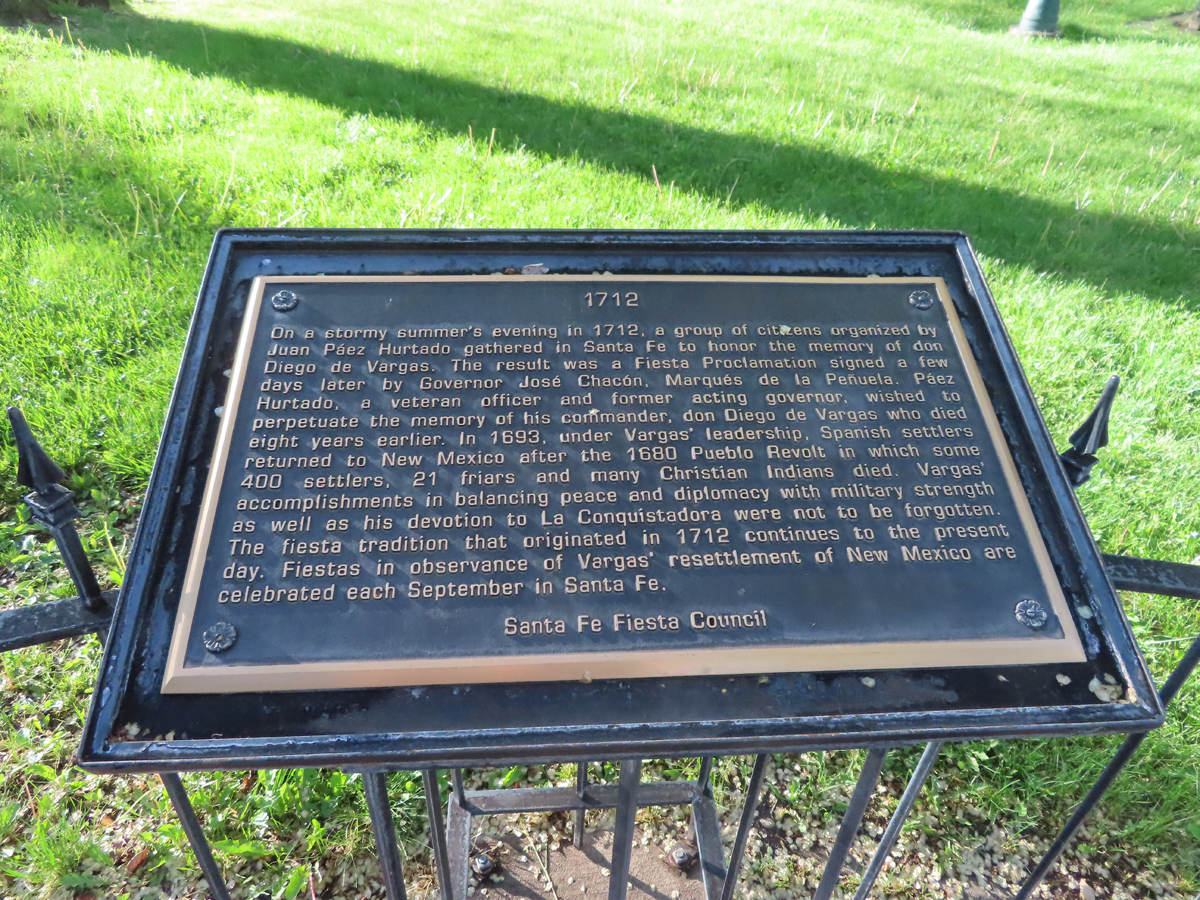 1712
On a stormy summer's evening in 1712, a group of citizens organized by
Juan Páez Hurtado gathered in Santa Fe to honor the memory of don
Diego de Vargas. The result was a Fiesta Proclamation signed a few
days later by Governor José Chacón, Marqués de la Peñuela. Páez
Hurtado, a veteran officer and former acting governor, wished to
perpetuate the memory of his commander, don Diego de Vargas who died
eight years earlier. In 1693, under Vargas' leadership, Spanish settlers
returned to New Mexico after the 1680 Pueblo Revolt in which some
400 settlers, 21 friars and many Christian Indians died. Vargas'
accomplishments in balancing peace and diplomacy with military strength
as well as his devotion to La Conquistadora were not to be forgotten.
The fiesta tradition that originated in 1712 continues to the present
day. Fiestas in observance of Vargas' resettlement of New Mexico are
celebrated each September in Santa Fe.
Santa Fe Fiesta Council